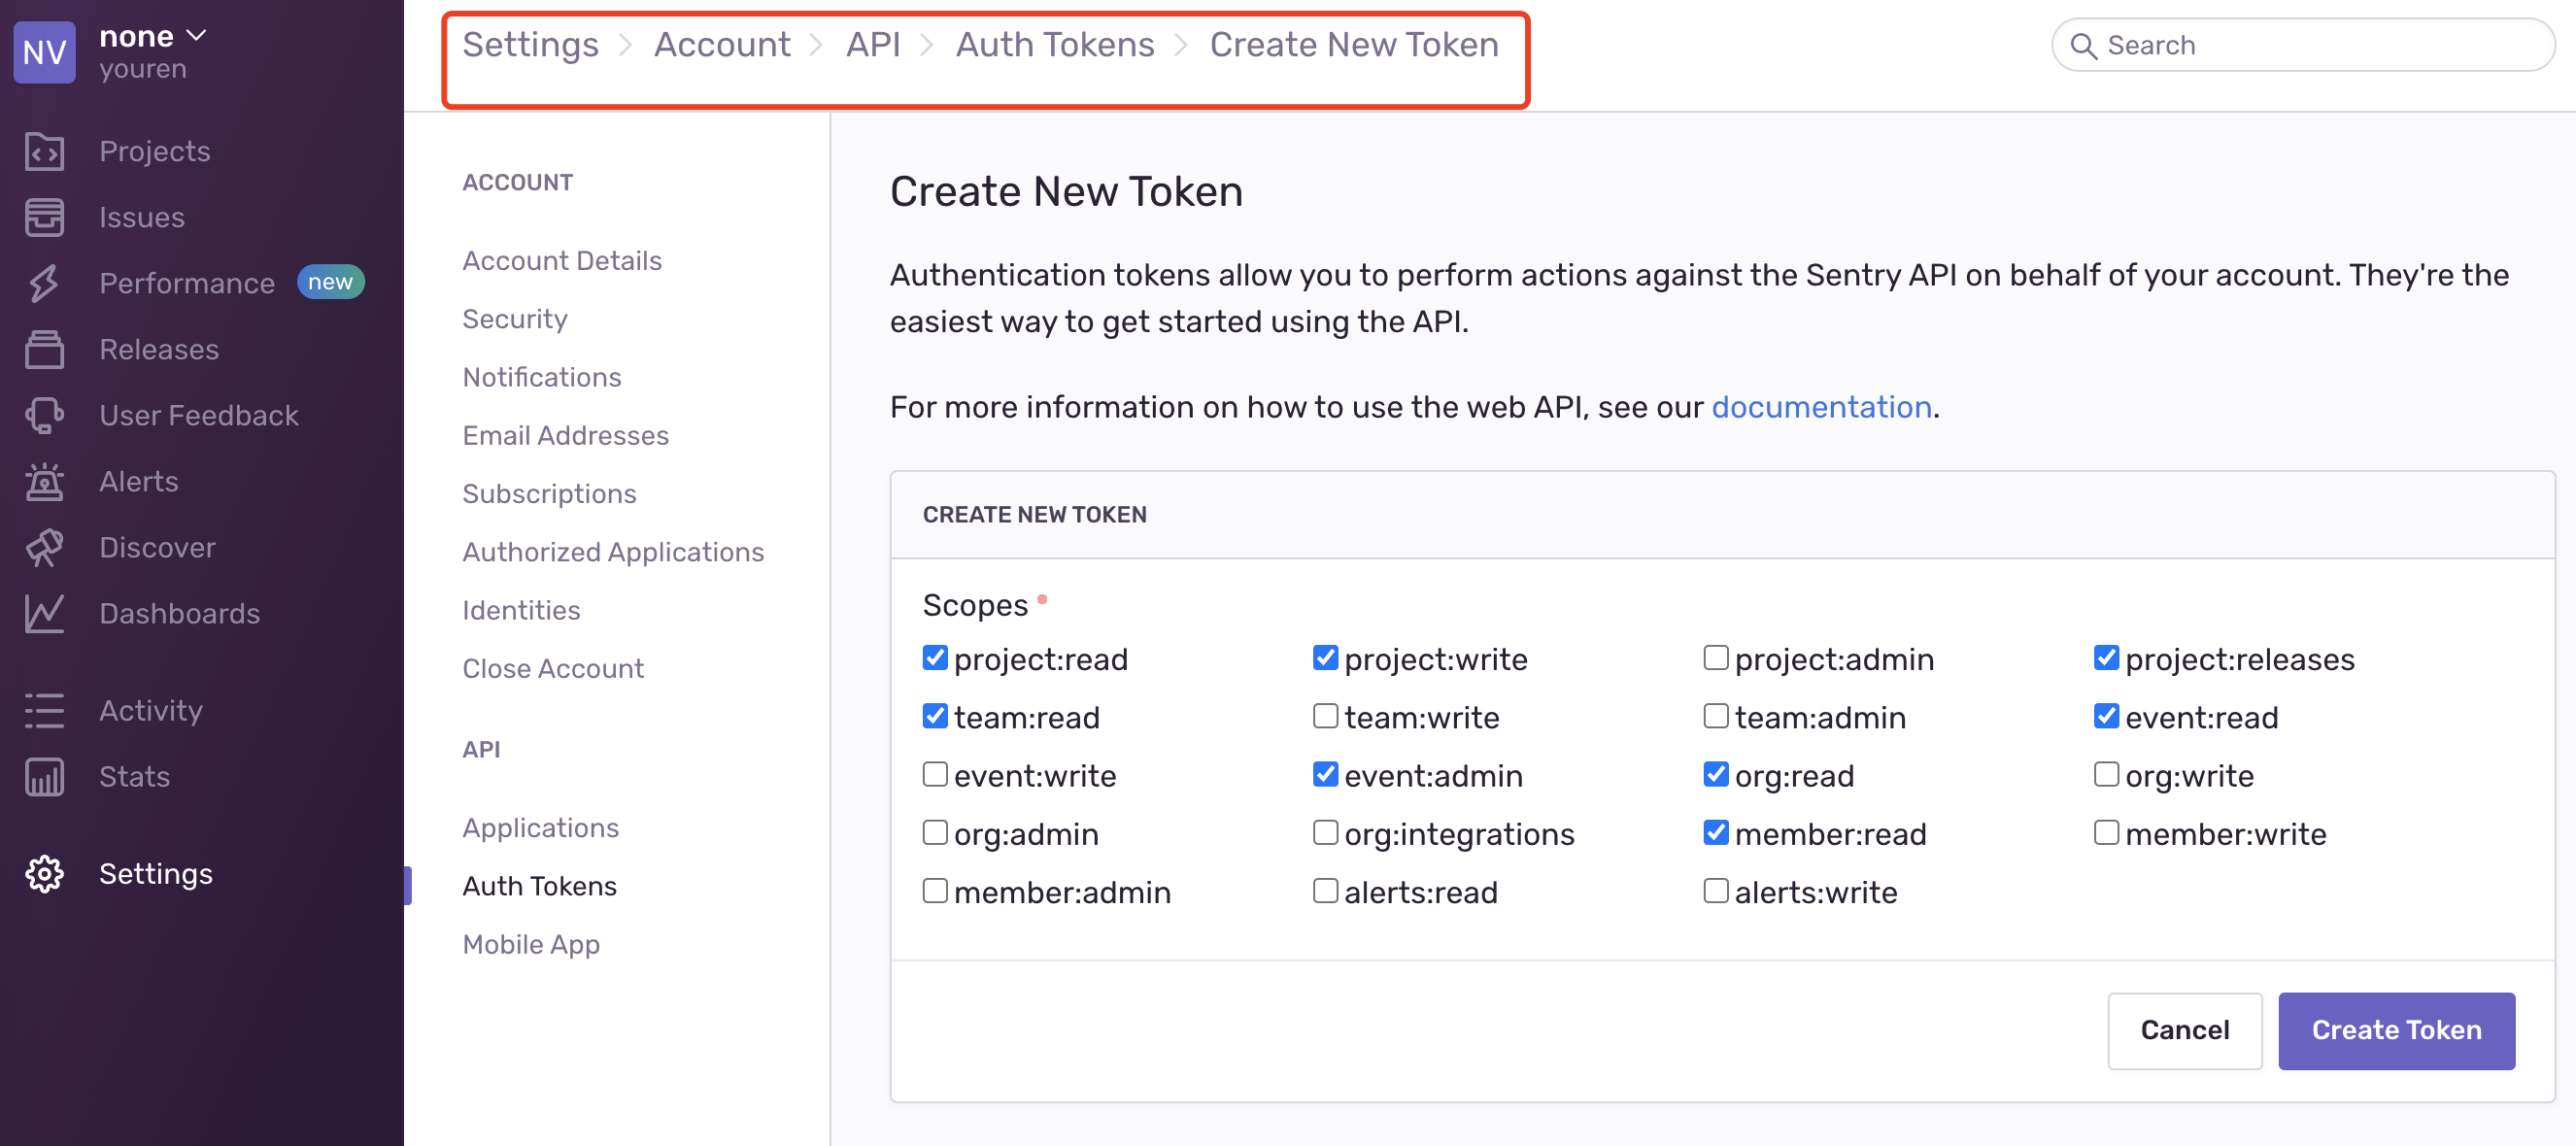 NV
none
youren
Projects
Issues
Performance new
Releases
User Feedback
Alerts
Discover
Dashboards
Activity
Stats
Settings
Settings Account API Auth Tokens Create New Token
Search
ACCOUNT
Account Details
Security
Notifications
Email Addresses
Subscriptions
Authorized Applications
Identities
Close Account
API
Applications
Auth Tokens
Mobile App
Create New Token
Authentication tokens allow you to perform actions against the Sentry API on behalf of your account. They're the
easiest way to get started using the API.
For more information on how to use the web API, see our documentation.
CREATE NEW TOKEN
Scopes
project:read project:write project:admin project:releases
team:read team:write team:admin event:read
event:write event:admin org:read org:write
org:admin org:integrations member:read member:write
member:admin alerts:read alerts:write
Cancel Create Token